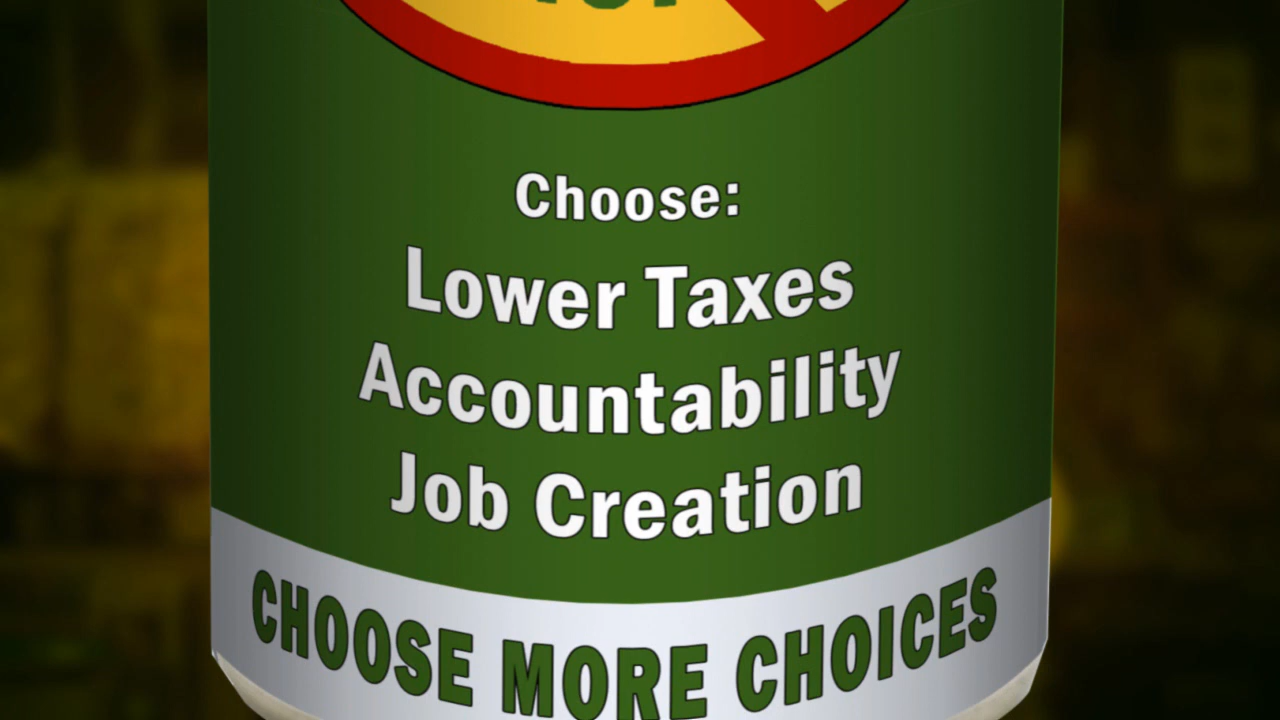 Choose:
Lower Taxes
Accountability
Job Creation
CHOOSE MORE CHOICES